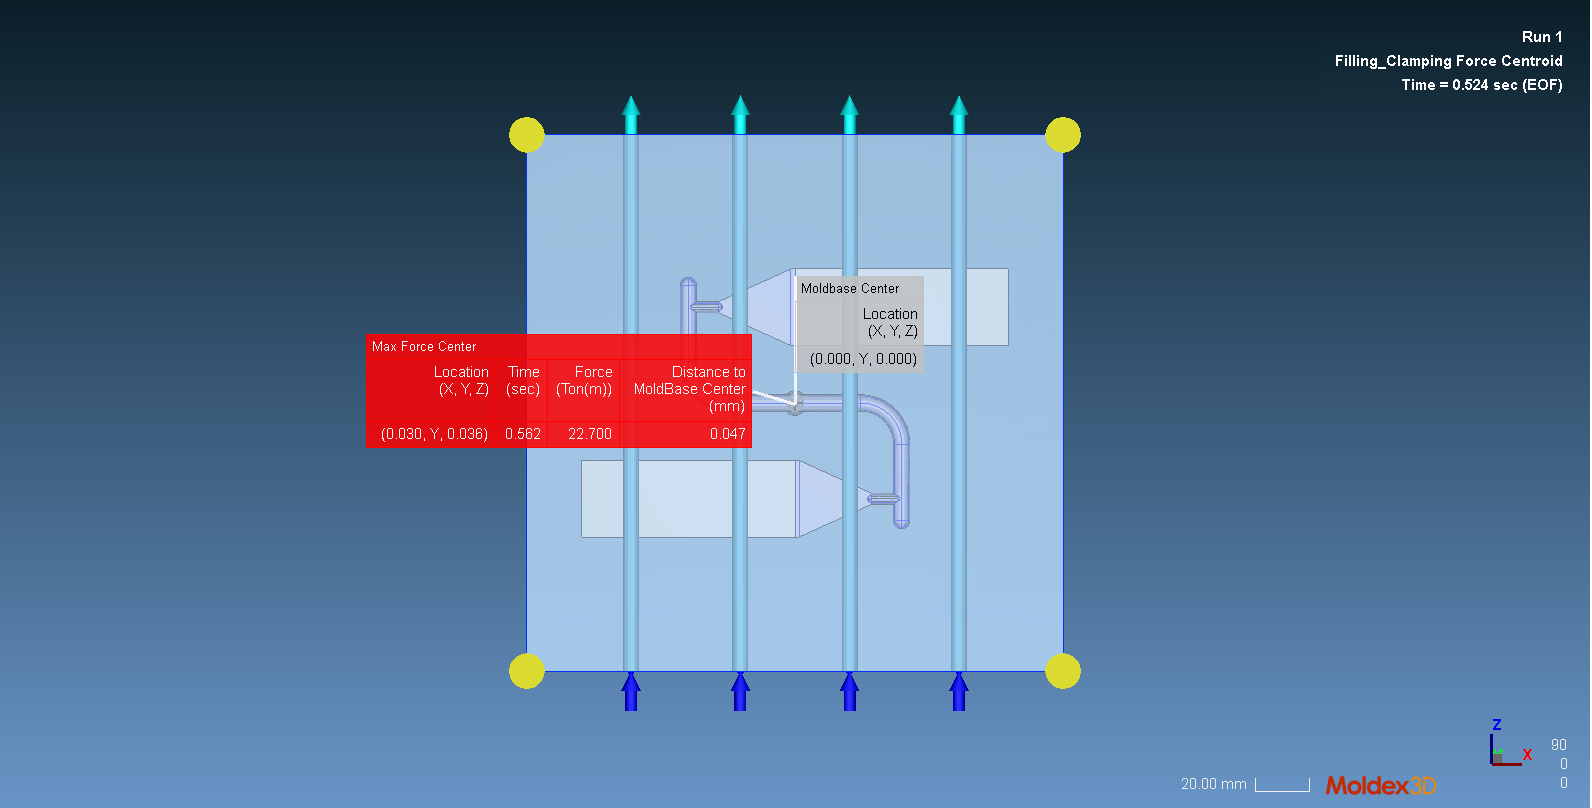 Run 1
Filling_Clamping Force Centroid
Time = 0.524 sec (EOF)
Moldbase Center
Location
(X, Y, Z)
(0.000, Y, 0.000)
Max Force Center
Location Time Force Distance to
(X, Y, Z) (sec) (Ton(m)) MoldBase Center
(mm)
(0.030, Y, 0.036) 0.562 22.700 0.047
Z
X
90
0
0
20.00 mm
Moldex3D